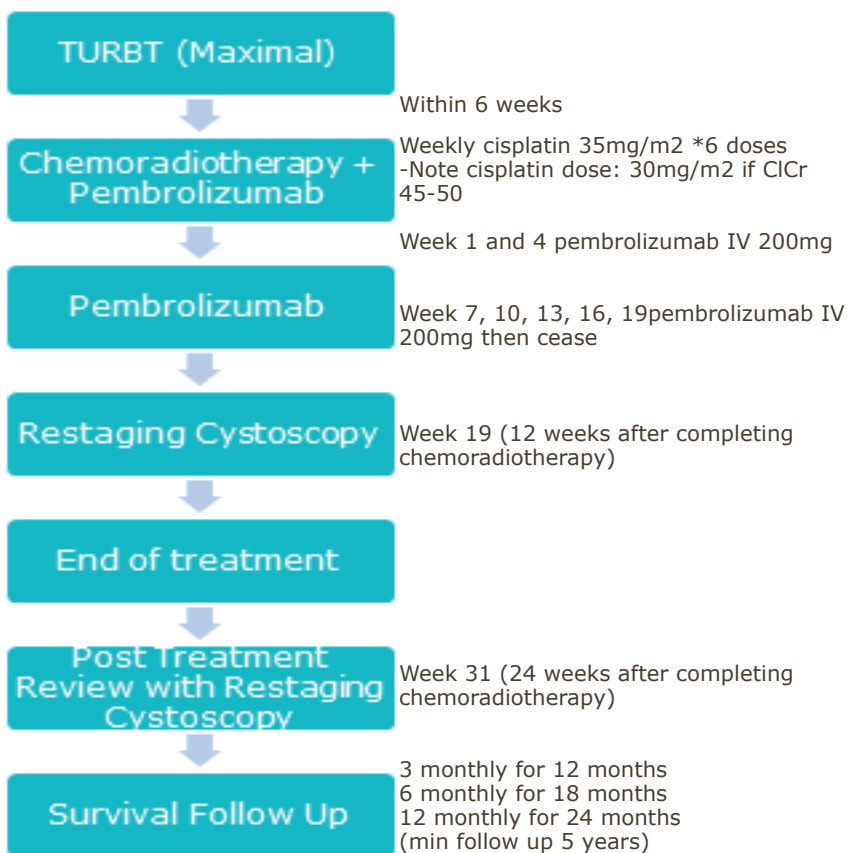 TURBT (Maximal)
Within 6 weeks
Chemoradiotherapy +
Pembrolizumab
Weekly cisplatin 35mg/m2 *6 doses
-Note cisplatin dose: 30mg/m2 if ClCr
45-50
Week 1 and 4 pembrolizumab IV 200mg
Pembrolizumab
Week 7, 10, 13, 16, 19pembrolizumab IV
200mg then cease
Restaging Cystoscopy
Week 19 (12 weeks after completing
chemoradiotherapy)
End of treatment
Post Treatment
Review with Restaging
Cystoscopy
Week 31 (24 weeks after completing
chemoradiotherapy)
Survival Follow Up
3 monthly for 12 months
6 monthly for 18 months
12 monthly for 24 months
(min follow up 5 years)